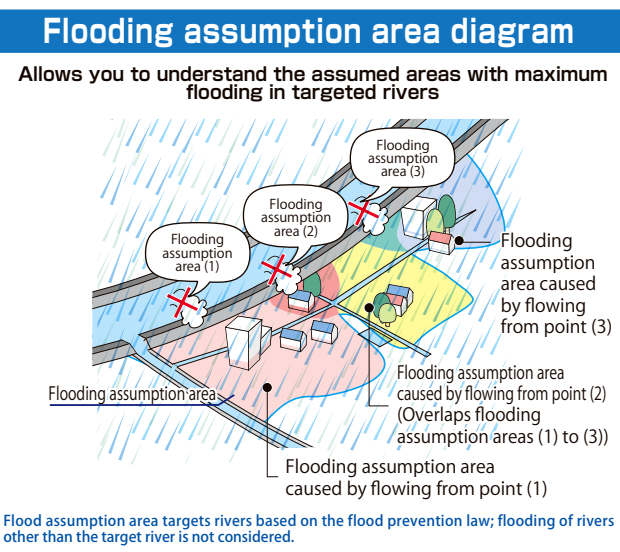 Flooding assumption area diagram
Allows you to understand the assumed areas with maximum
flooding in targeted rivers
Flooding
assumption
area (3)
Flooding
assumption
area (2)
Flooding
assumption
area (1)
Flooding
assumption
area caused
by flowing
from point (3)
Flooding assumption area
caused by flowing from point (2)
(Overlaps flooding
assumption areas (1) to (3))
Flooding assumption area
Flooding assumption area
caused by flowing from point (1)
Flood assumption area targets rivers based on the flood prevention law; flooding of rivers
other than the target river is not considered.